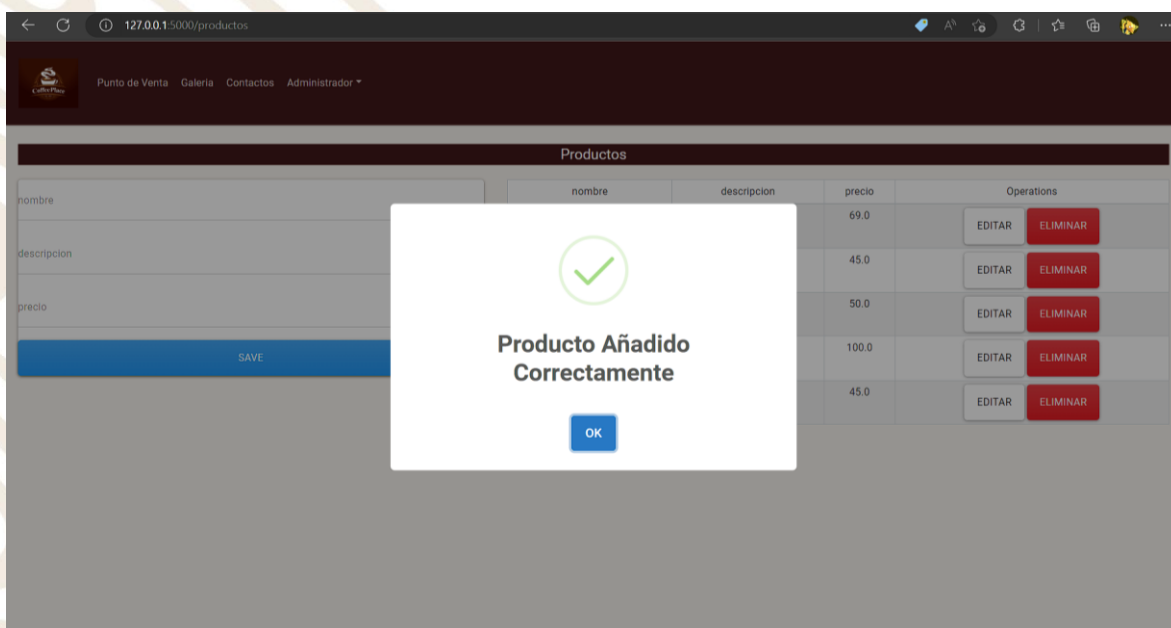 127.0.0.1:5000/productos
Coffee Place
Punto de Venta Galeria Contactos Administrador
Productos
nombre
descripcion
precio
SAVE
nombre descripcion precio Operations
69.0 EDITAR ELIMINAR
45.0 EDITAR ELIMINAR
50.0 EDITAR ELIMINAR
100.0 EDITAR ELIMINAR
45.0 EDITAR ELIMINAR
Producto Añadido
Correctamente
OK